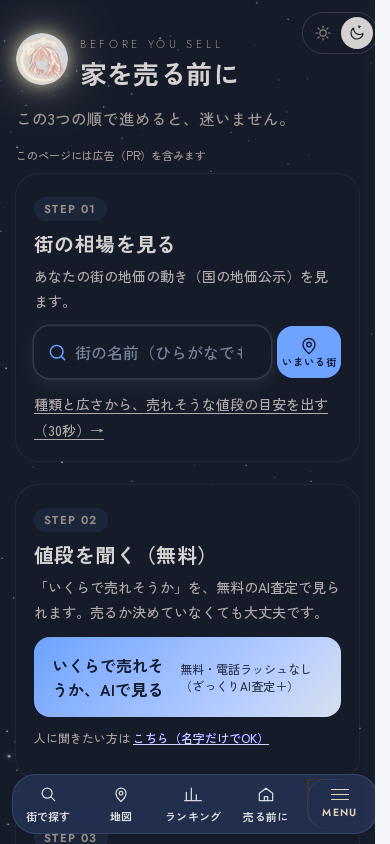 BEFORE YOU SELL
家を売る前に
この3つの順で進めると、迷いません。
このページには広告（PR）を含みます
STEP 01
街の相場を見る
あなたの街の地価の動き（国の地価公示）を見
ます。
街の名前（ひらがなでも
いまいる街
種類と広さから、売れそうな値段の目安を出す
（30秒）→
STEP 02
値段を聞く（無料）
「いくらで売れそうか」を、無料のAI査定で見ら
れます。売るか決めていなくても大丈夫です。
いくらで売れそ
うか、AIで見る
無料・電話ラッシュなし
（ざっくりAI査定＋）
人に聞きたい方は こちら（名字だけでOK）
街で探す
地図
ランキング
売る前に
MENU
STEP 03